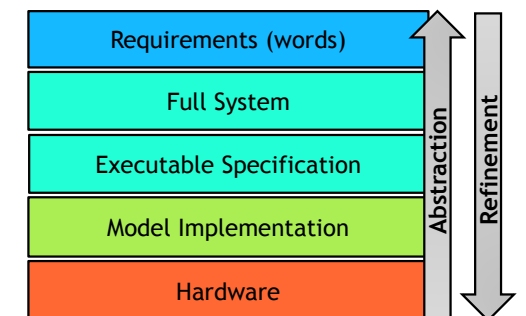 Requirements (words)
Full System
Executable Specification
Model Implementation
Hardware
Abstraction
Refinement